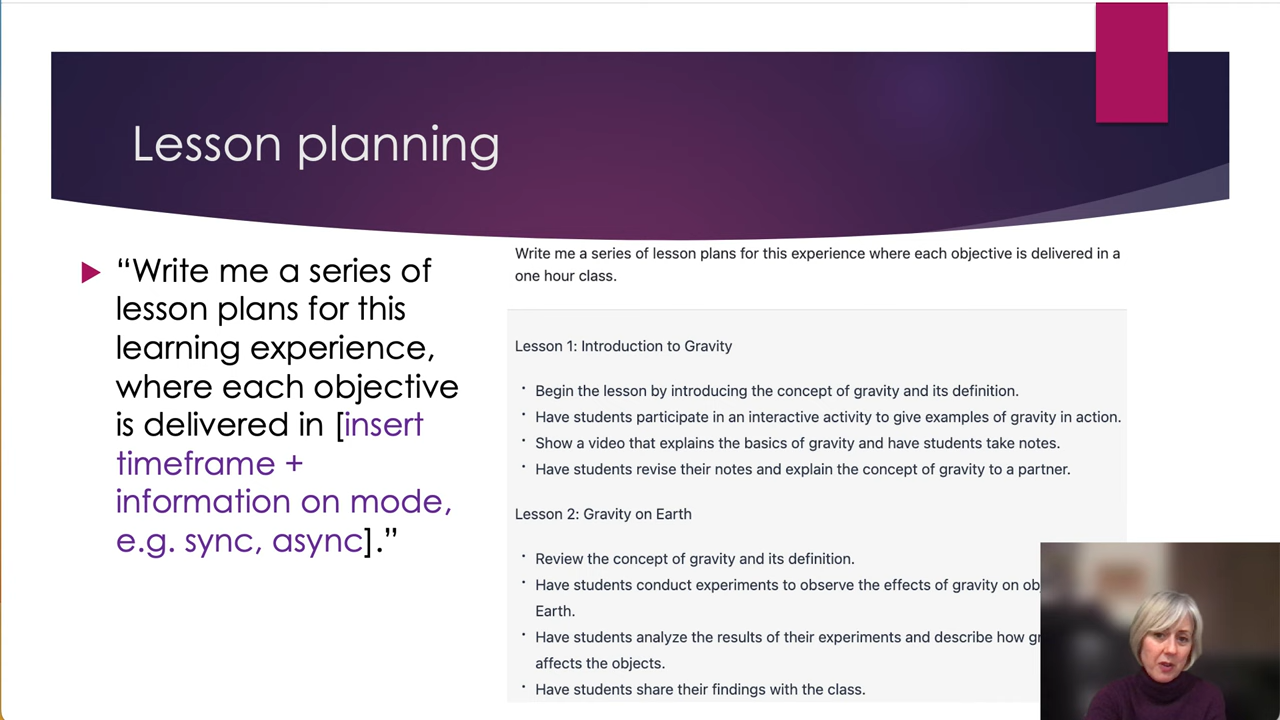 Lesson planning
“Write me a series of
lesson plans for this
learning experience,
where each objective
is delivered in [insert
timeframe +
information on mode,
e.g. sync, async].”
Write me a series of lesson plans for this experience where each objective is delivered in a
one hour class.
Lesson 1: Introduction to Gravity
Begin the lesson by introducing the concept of gravity and its definition.
Have students participate in an interactive activity to give examples of gravity in action.
Show a video that explains the basics of gravity and have students take notes.
Have students revise their notes and explain the concept of gravity to a partner.
Lesson 2: Gravity on Earth
Review the concept of gravity and its definition.
Have students conduct experiments to observe the effects of gravity on
Earth.
Have students analyze the results of their experiments and describe how
affects the objects.
Have students share their findings with the class.